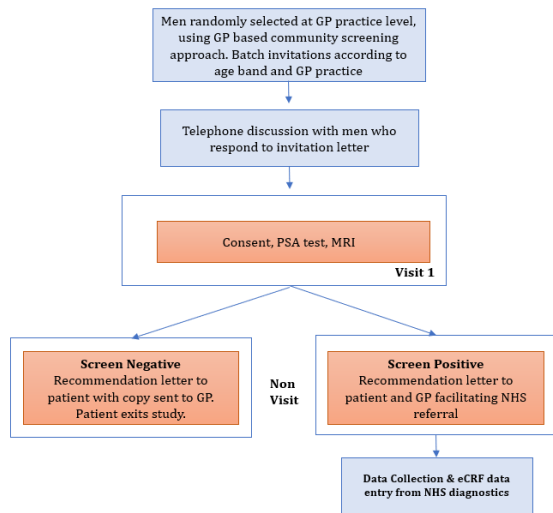 Men randomly selected at GP practice level,
using GP based community screening
approach. Batch invitations according to
age band and GP practice
Telephone discussion with men who
respond to invitation letter
Consent, PSA test, MRI
Visit 1
Screen Negative
Recommendation letter to
patient with copy sent to GP.
Patient exits study.
Non
Visit
Screen Positive
Recommendation letter to
patient and GP facilitating NHS
referral
Data Collection & eCRF data
entry from NHS diagnostics